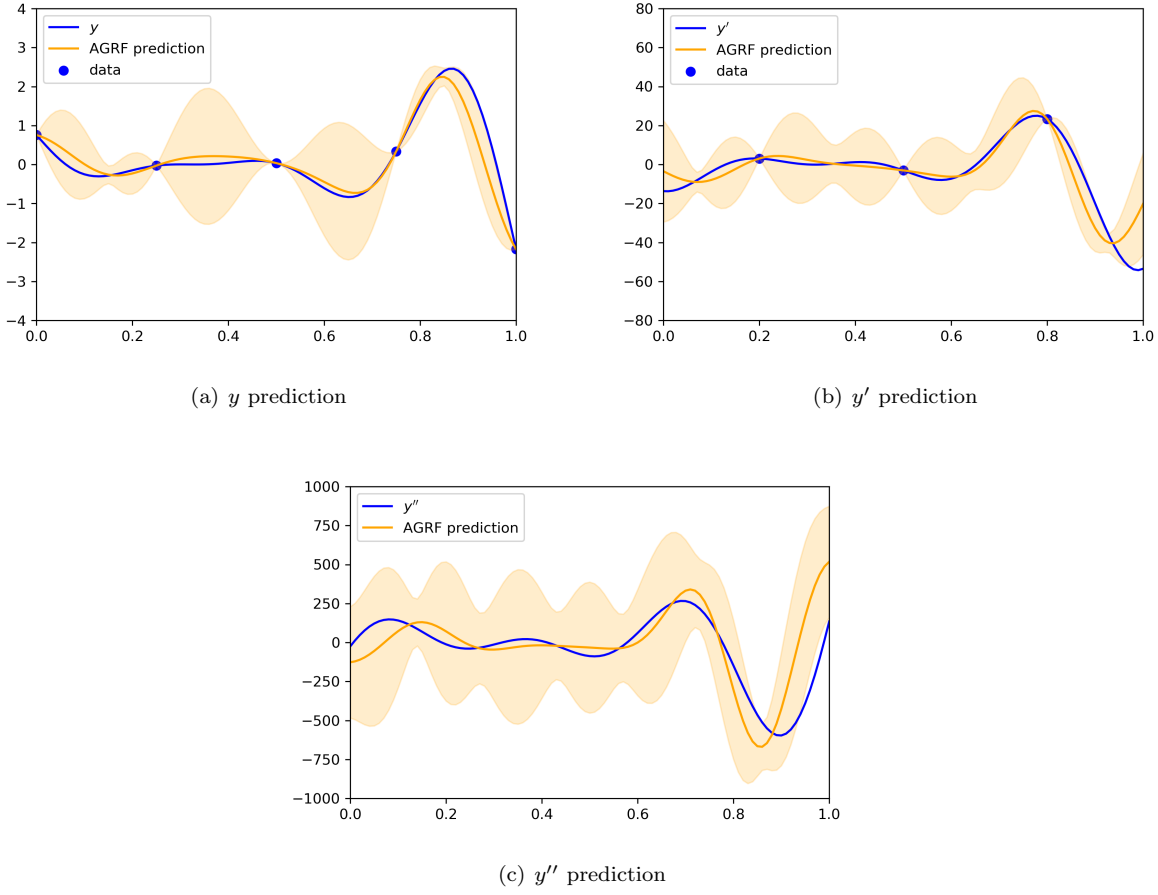 4
3
2
1
0
−1
−2
−3
−4
0.0 0.2 0.4 0.6 0.8 1.0
y
AGRF prediction
data
(a) y prediction
80
60
40
20
0
−20
−40
−60
−80
0.0 0.2 0.4 0.6 0.8 1.0
y′
AGRF prediction
data
(b) y′ prediction
1000
750
500
250
0
−250
−500
−750
−1000
0.0 0.2 0.4 0.6 0.8 1.0
y′′
AGRF prediction
(c) y′′ prediction